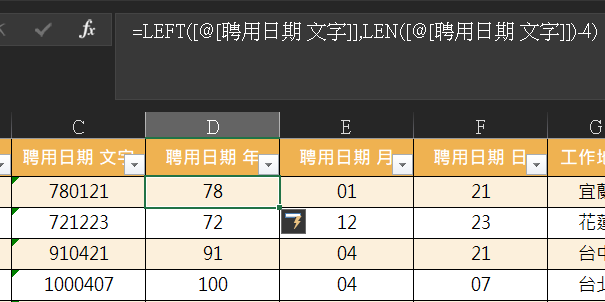 fx =LEFT([@[聘用日期 文字]],LEN([@[聘用日期 文字]])-4)
C D E F G
聘用日期 文字 聘用日期 年 聘用日期 月 聘用日期 日 工作地
780121 78 01 21 宜蘭
721223 72 12 23 花蓮
910421 91 04 21 台中
1000407 100 04 07 台北